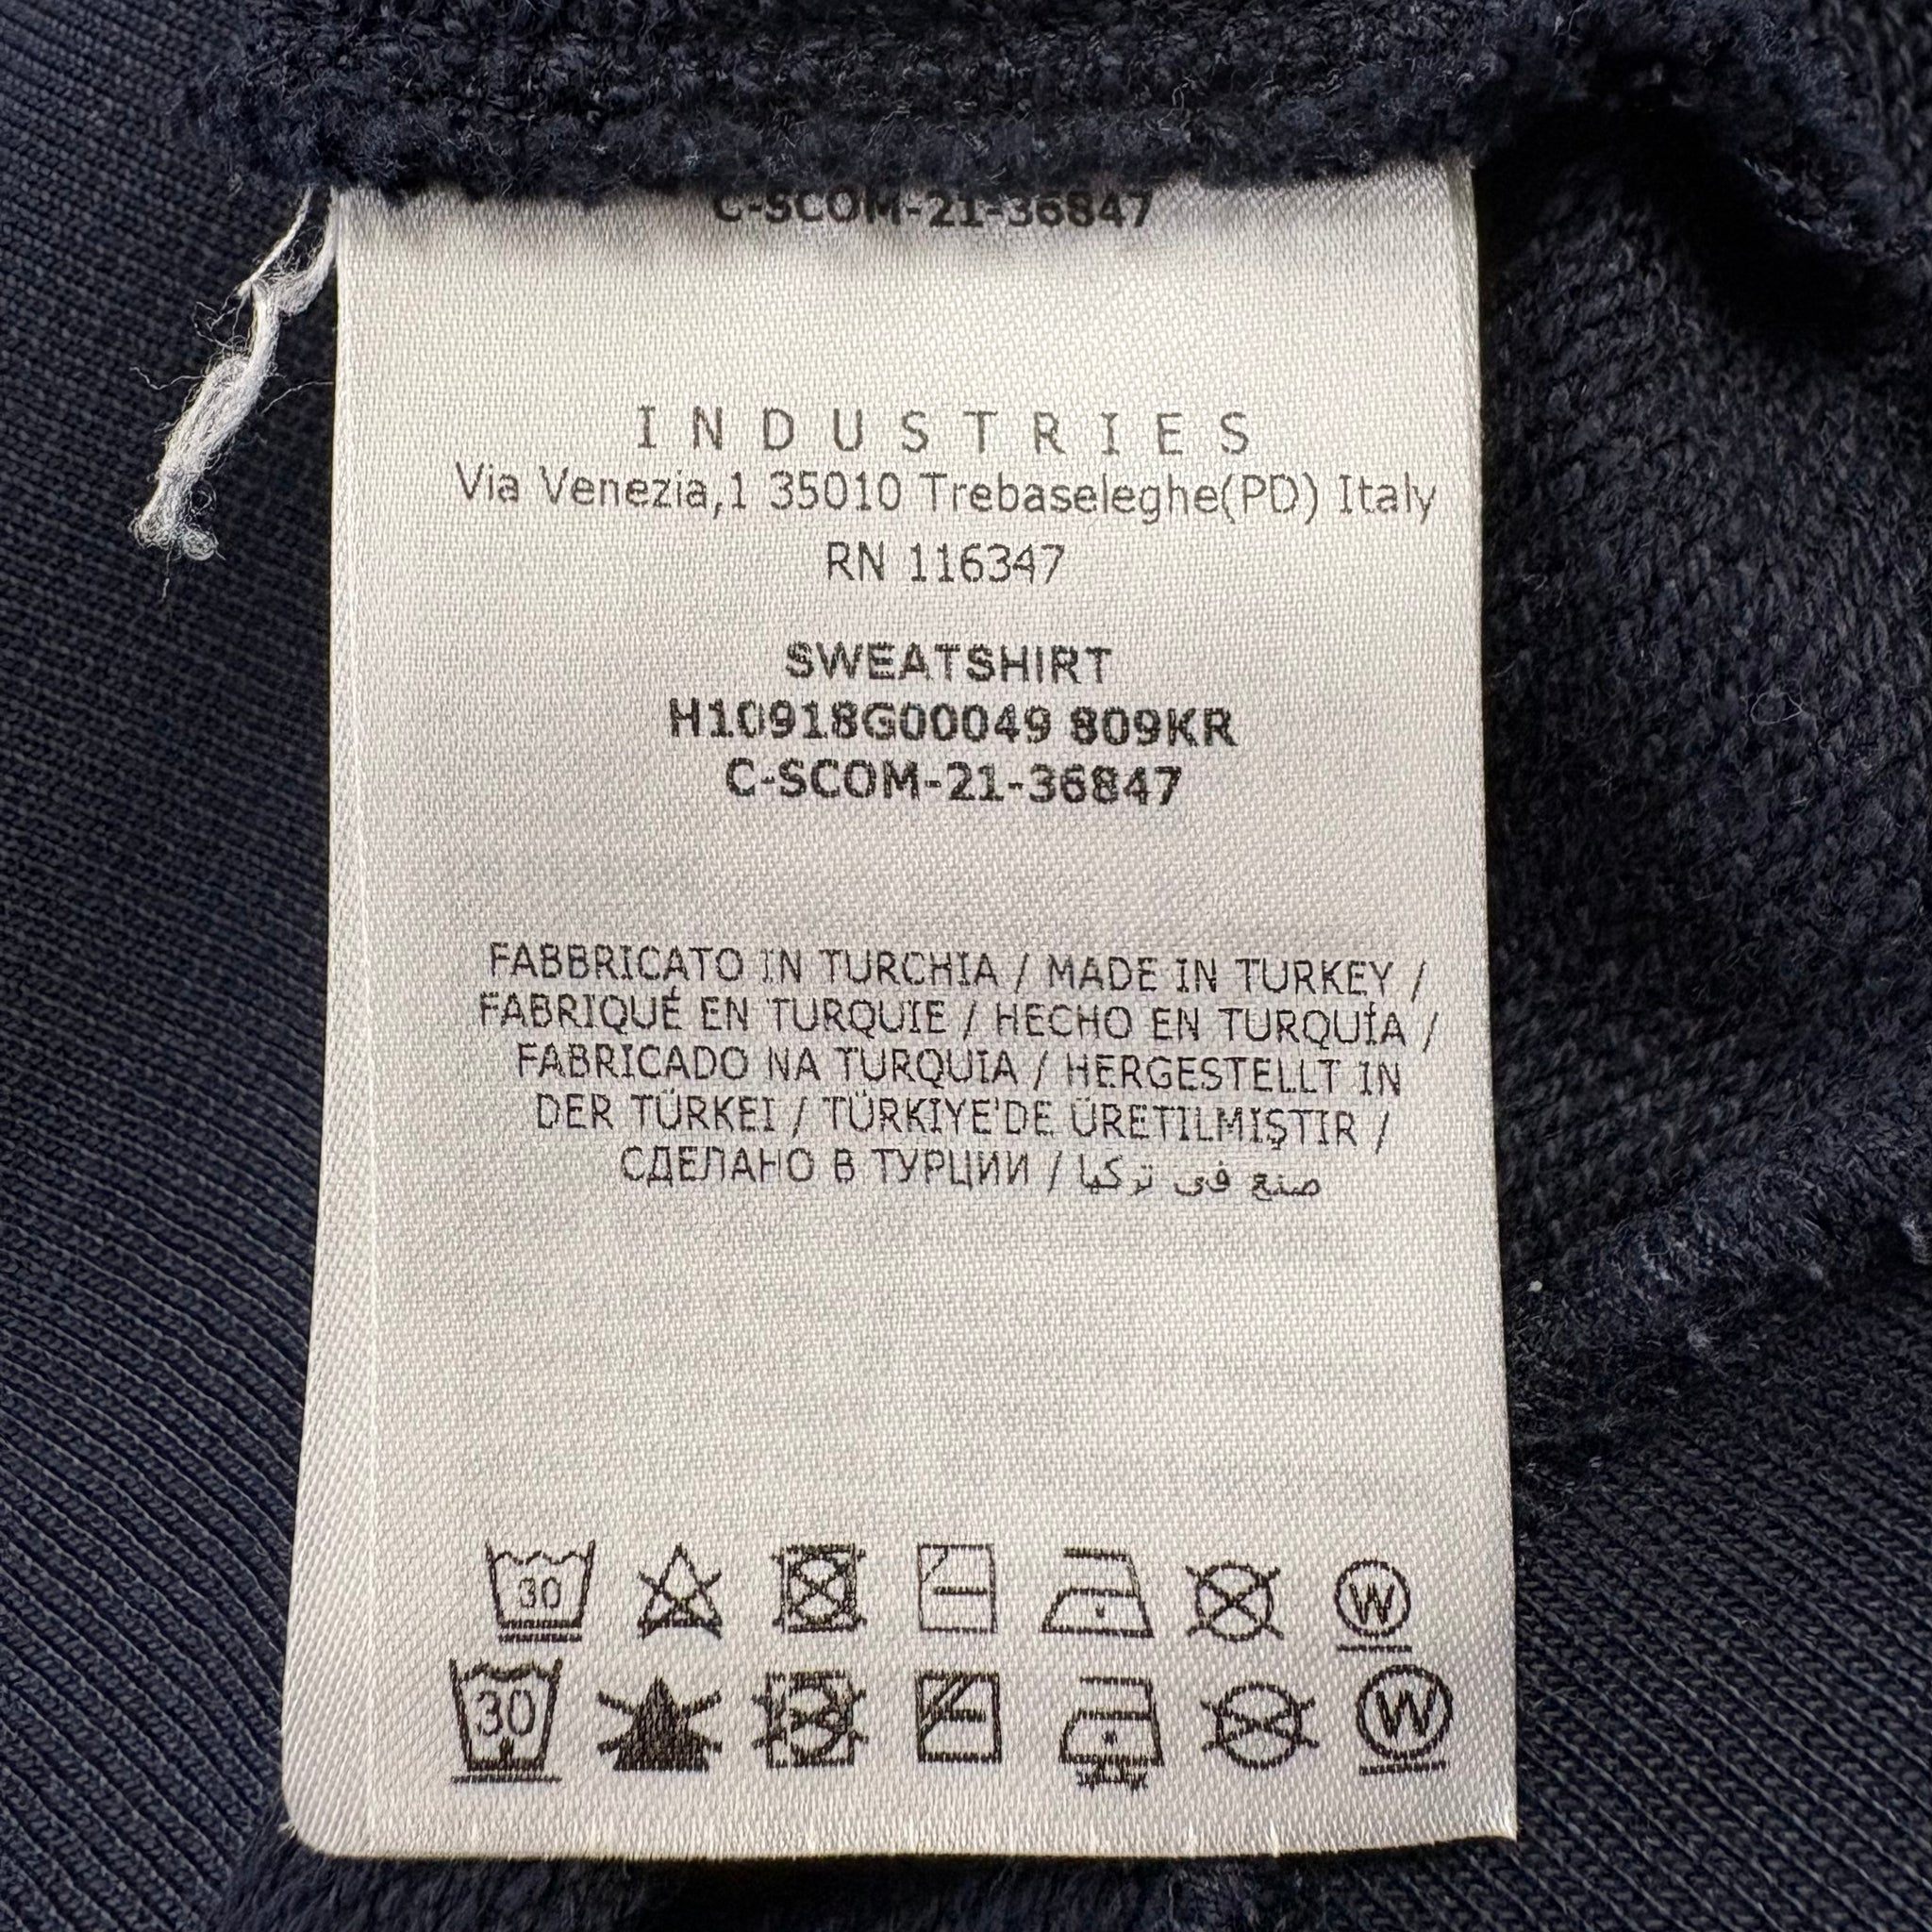 C-SCOM-21-36847
INDUSTRIES
Via Venezia,1 35010 Trebaseleghe(PD) Italy
RN 116347
SWEATSHIRT
H10918G00049 809KR
C-SCOM-21-36847
FABBRICATO IN TURCHIA / MADE IN TURKEY /
FABRIQUÉ EN TURQUIE / HECHO EN TURQUÍA /
FABRICADO NA TURQUIA / HERGESTELLT IN
DER TÜRKEI / TÜRKIYE'DE ÜRETILMIŞTIR /
СДЕЛАНО В ТУРЦИИ / صنع في تركيا
30 W
30 W